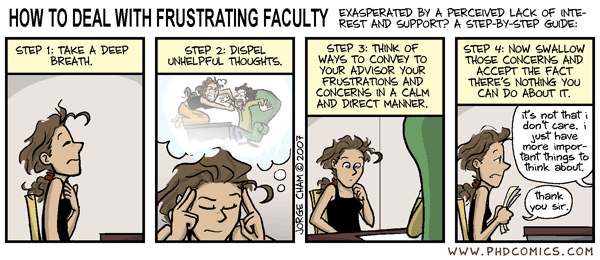 HOW TO DEAL WITH FRUSTRATING FACULTY
EXASPERATED BY A PERCEIVED LACK OF INTE-
REST AND SUPPORT? A STEP-BY-STEP GUIDE:
STEP 1: TAKE A DEEP
BREATH.
STEP 2: DISPEL
UNHELPFUL THOUGHTS.
JORGE CHAM © 2007
STEP 3: THINK OF
WAYS TO CONVEY TO
YOUR ADVISOR YOUR
FRUSTRATIONS AND
CONCERNS IN A CALM
AND DIRECT MANNER.
STEP 4: NOW SWALLOW
THOSE CONCERNS AND
ACCEPT THE FACT
THERE'S NOTHING YOU
CAN DO ABOUT IT.
it's not that i
don't care. i
just have
more impor-
tant things to
think about.
thank
you sir.
WWW.PHDCOMICS.COM